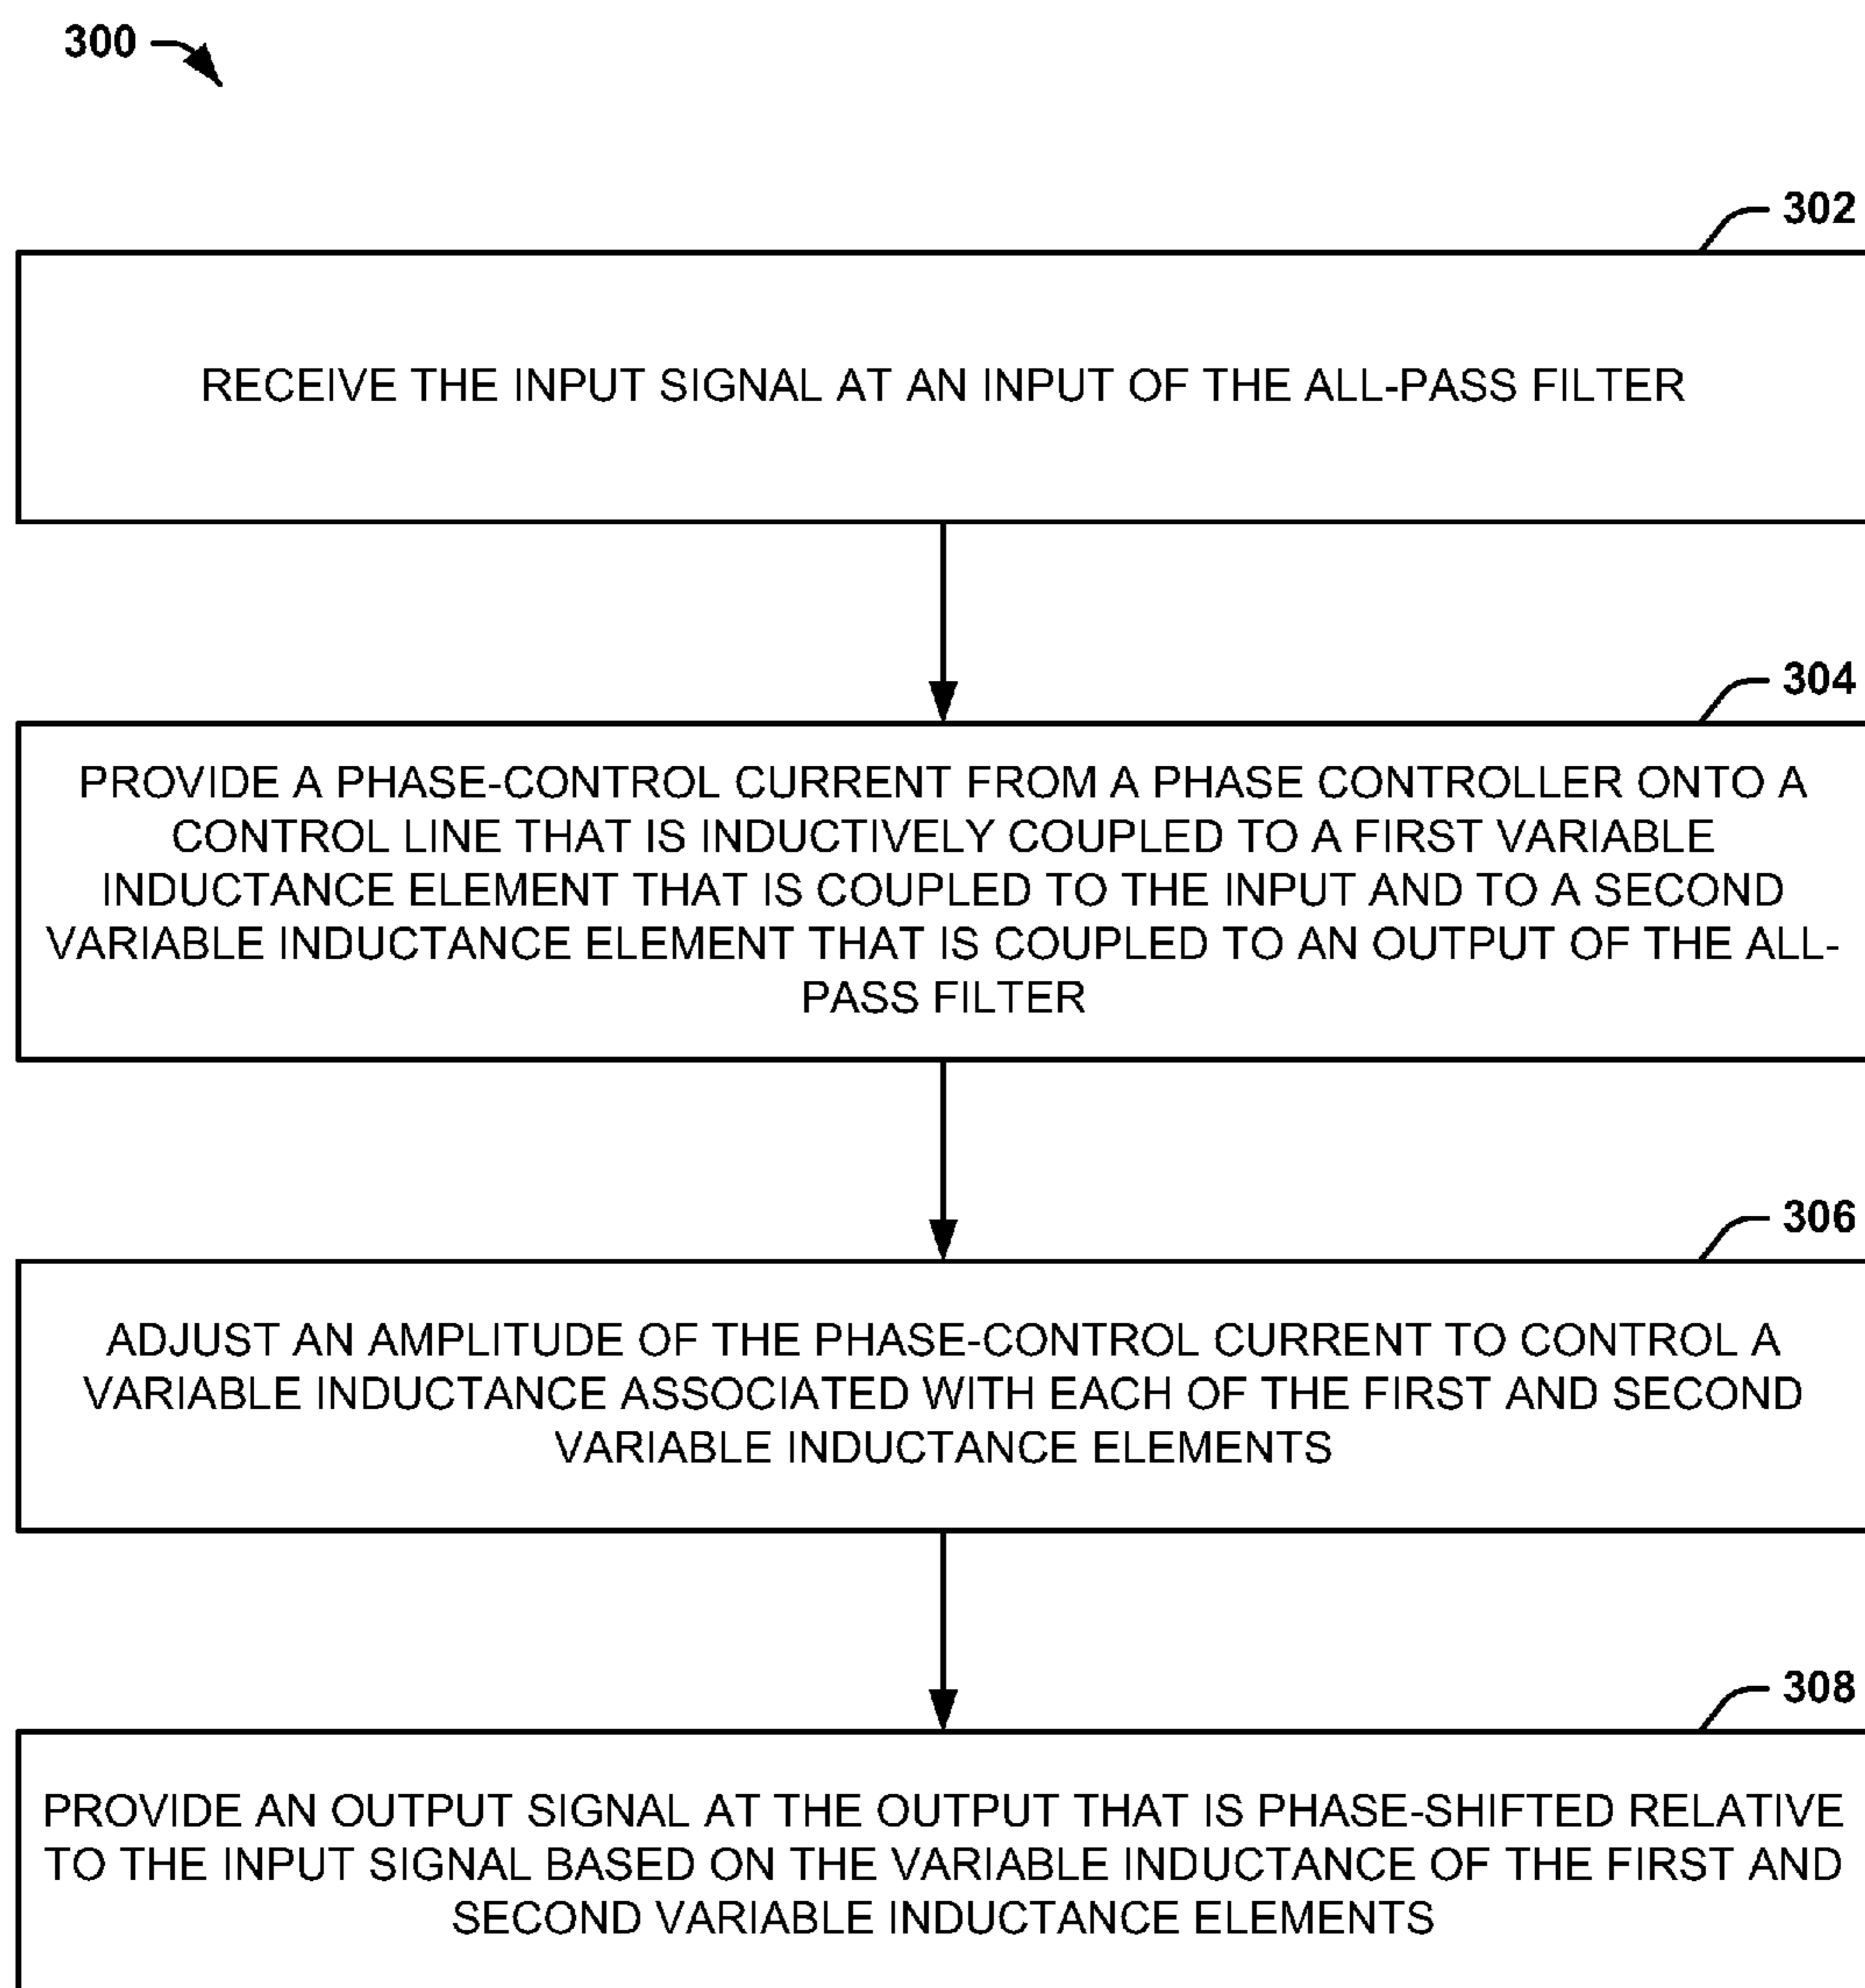 300
302
RECEIVE THE INPUT SIGNAL AT AN INPUT OF THE ALL-PASS FILTER
304
PROVIDE A PHASE-CONTROL CURRENT FROM A PHASE CONTROLLER ONTO A
CONTROL LINE THAT IS INDUCTIVELY COUPLED TO A FIRST VARIABLE
INDUCTANCE ELEMENT THAT IS COUPLED TO THE INPUT AND TO A SECOND
VARIABLE INDUCTANCE ELEMENT THAT IS COUPLED TO AN OUTPUT OF THE ALL-
PASS FILTER
306
ADJUST AN AMPLITUDE OF THE PHASE-CONTROL CURRENT TO CONTROL A
VARIABLE INDUCTANCE ASSOCIATED WITH EACH OF THE FIRST AND SECOND
VARIABLE INDUCTANCE ELEMENTS
308
PROVIDE AN OUTPUT SIGNAL AT THE OUTPUT THAT IS PHASE-SHIFTED RELATIVE
TO THE INPUT SIGNAL BASED ON THE VARIABLE INDUCTANCE OF THE FIRST AND
SECOND VARIABLE INDUCTANCE ELEMENTS